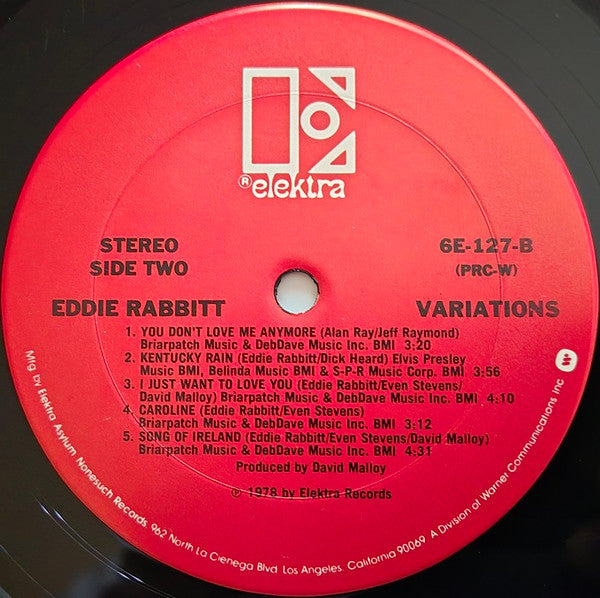 ® elektra
STEREO
SIDE TWO
6E-127-B
(PRC-W)
EDDIE RABBITT
VARIATIONS
1. YOU DON'T LOVE ME ANYMORE (Alan Ray/Jeff Raymond)
Briarpatch Music & DebDave Music Inc. BMI 3:20
2. KENTUCKY RAIN (Eddie Rabbitt/Dick Heard) Elvis Presley
Music BMI, Belinda Music BMI & S-P-R Music Corp. BMI 3:56
3. I JUST WANT TO LOVE YOU (Eddie Rabbitt/Even Stevens/
David Malloy) Briarpatch Music & DebDave Music Inc. BMI 4:10
4. CAROLINE (Eddie Rabbitt/Even Stevens)
Briarpatch Music & DebDave Music Inc. BMI 3:12
5. SONG OF IRELAND (Eddie Rabbitt/Even Stevens/David Malloy)
Briarpatch Music & DebDave Music Inc. BMI 4:31
Produced by David Malloy
℗ 1978 by Elektra Records
Mfg. by Elektra Asylum Nonesuch Records, 962 North La Cienega Blvd. Los Angeles, California 90069 A Division of Warner Communications Inc.